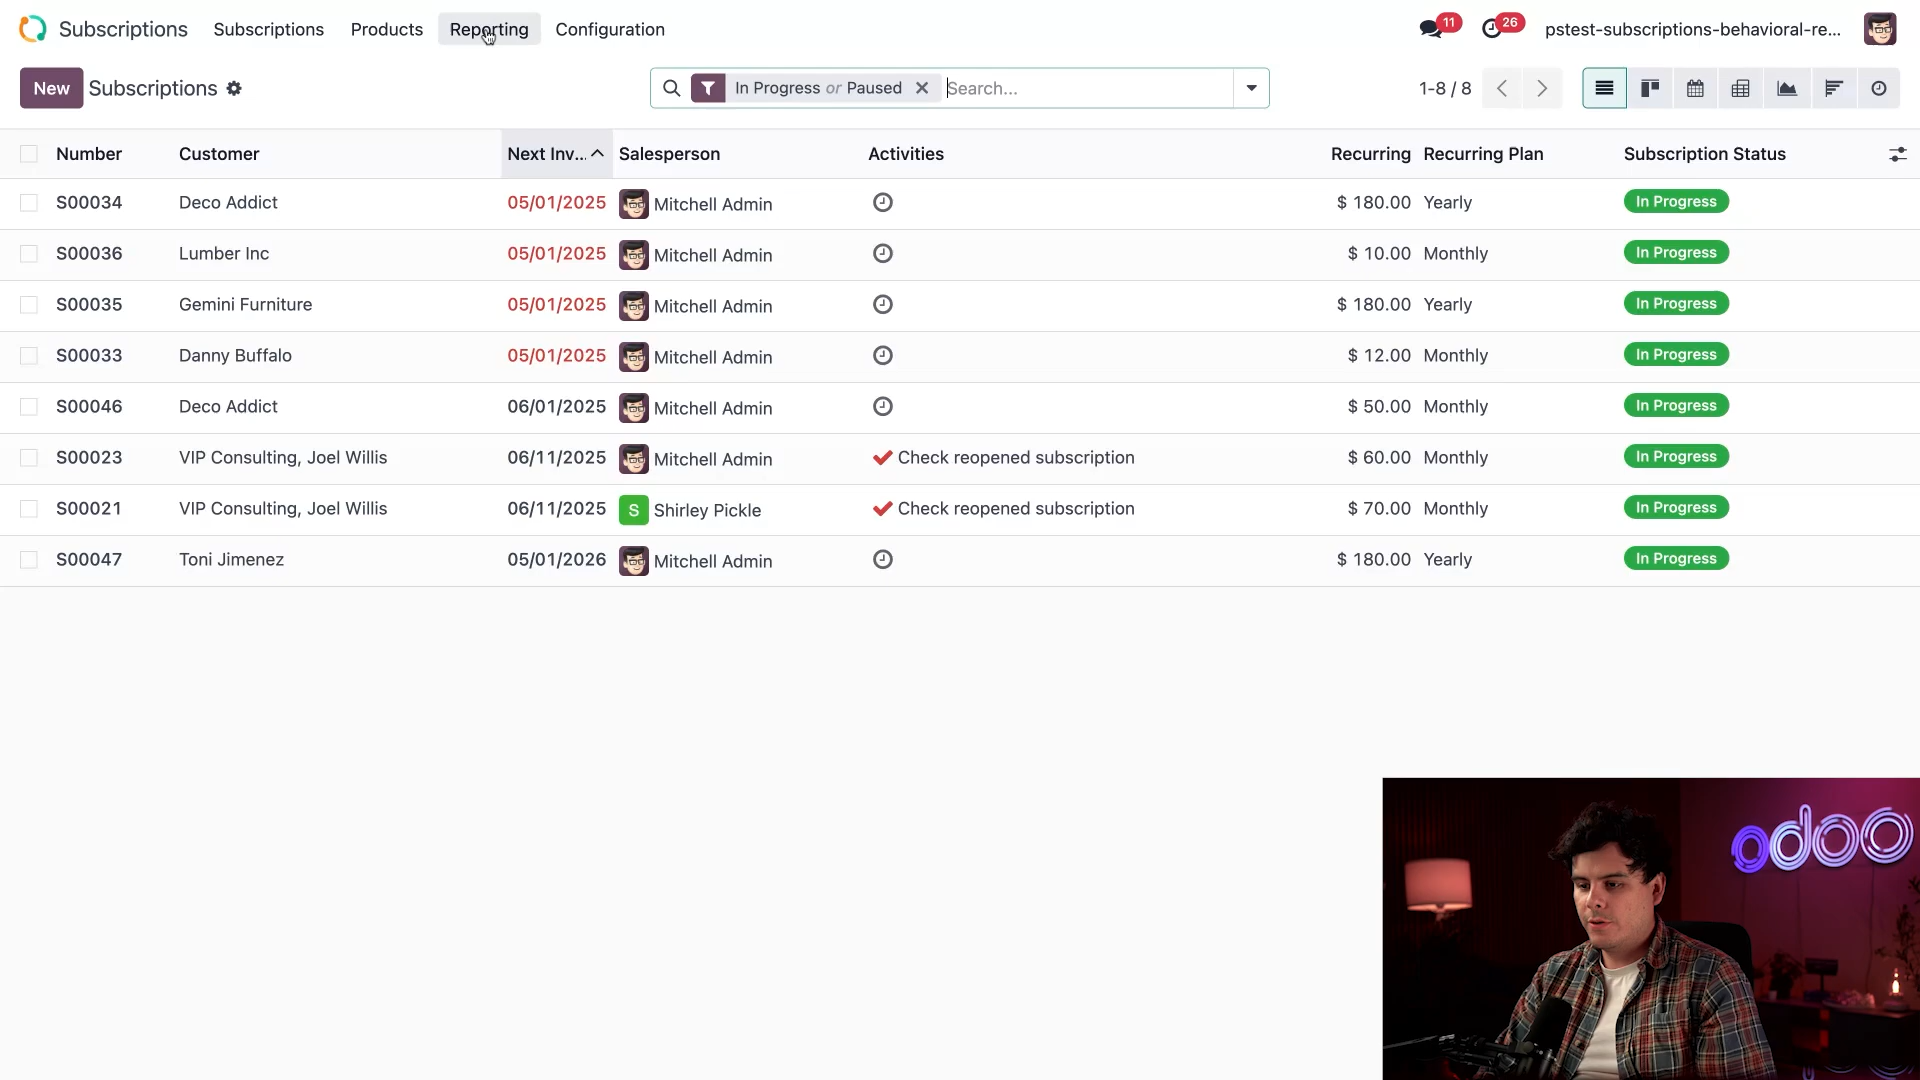 Subscriptions Subscriptions Products Reporting Configuration 11 26 pstest-subscriptions-behavioral-re...
New Subscriptions In Progress or Paused Search... 1-8 / 8
Number Customer Next Inv... Salesperson Activities Recurring Recurring Plan Subscription Status
S00034 Deco Addict 05/01/2025 Mitchell Admin $ 180.00 Yearly In Progress
S00036 Lumber Inc 05/01/2025 Mitchell Admin $ 10.00 Monthly In Progress
S00035 Gemini Furniture 05/01/2025 Mitchell Admin $ 180.00 Yearly In Progress
S00033 Danny Buffalo 05/01/2025 Mitchell Admin $ 12.00 Monthly In Progress
S00046 Deco Addict 06/01/2025 Mitchell Admin $ 50.00 Monthly In Progress
S00023 VIP Consulting, Joel Willis 06/11/2025 Mitchell Admin Check reopened subscription $ 60.00 Monthly In Progress
S00021 VIP Consulting, Joel Willis 06/11/2025 S Shirley Pickle Check reopened subscription $ 70.00 Monthly In Progress
S00047 Toni Jimenez 05/01/2026 Mitchell Admin $ 180.00 Yearly In Progress
odoo